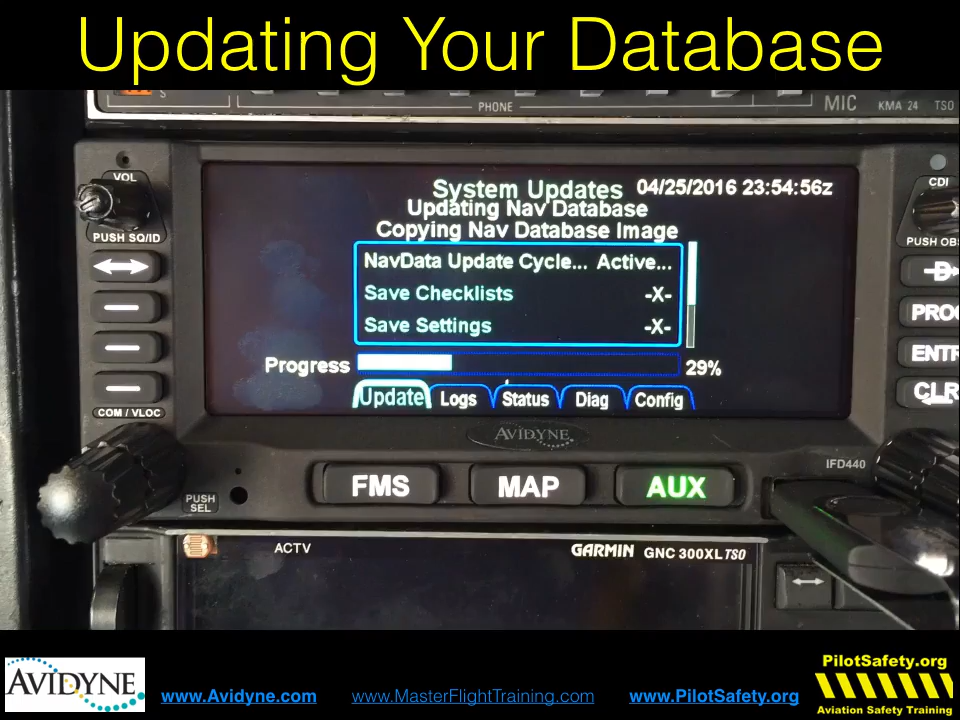 Updating Your Database
S
PHONE
MIC KMA 24 TSO
VOL
CDI
System Updates 04/25/2016 23:54:56z
Updating Nav Database
Copying Nav Database Image
PUSH SQ/ID
PUSH OBS
NavData Update Cycle... Active...
Save Checklists -X-
Save Settings -X-
D
PROC
ENTR
CLR
Progress 29%
Update Logs Status Diag Config
COM / VLOC
AVIDYNE
IFD440
PUSH
SEL
FMS MAP AUX
ACTV
GARMIN GNC 300XL TSO
PilotSafety.org
AVIDYNE
www.Avidyne.com www.MasterFlightTraining.com www.PilotSafety.org
Aviation Safety Training